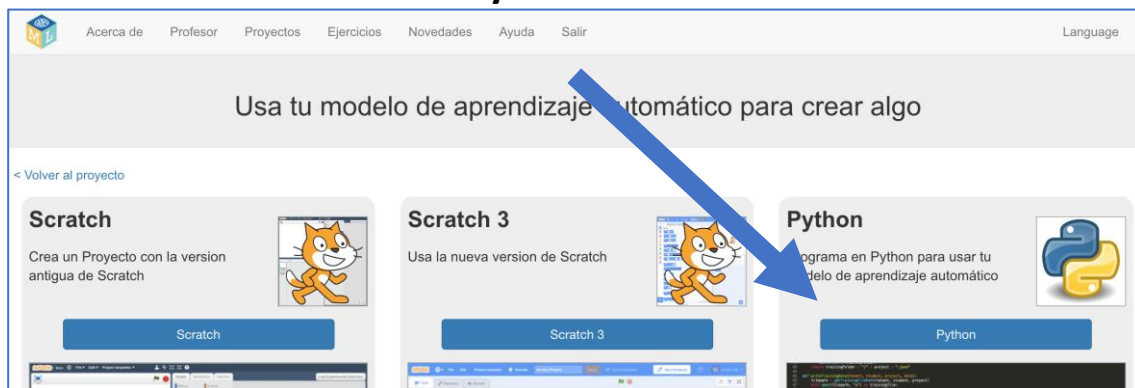 Acerca de Profesor Proyectos Ejercicios Novedades Ayuda Salir Language
Usa tu modelo de aprendizaje automático para crear algo
< Volver al proyecto
Scratch
Crea un Proyecto con la version
antigua de Scratch
Scratch
Scratch 3
Usa la nueva version de Scratch
Scratch 3
Python
ograma en Python para usar tu
delo de aprendizaje automático
Python